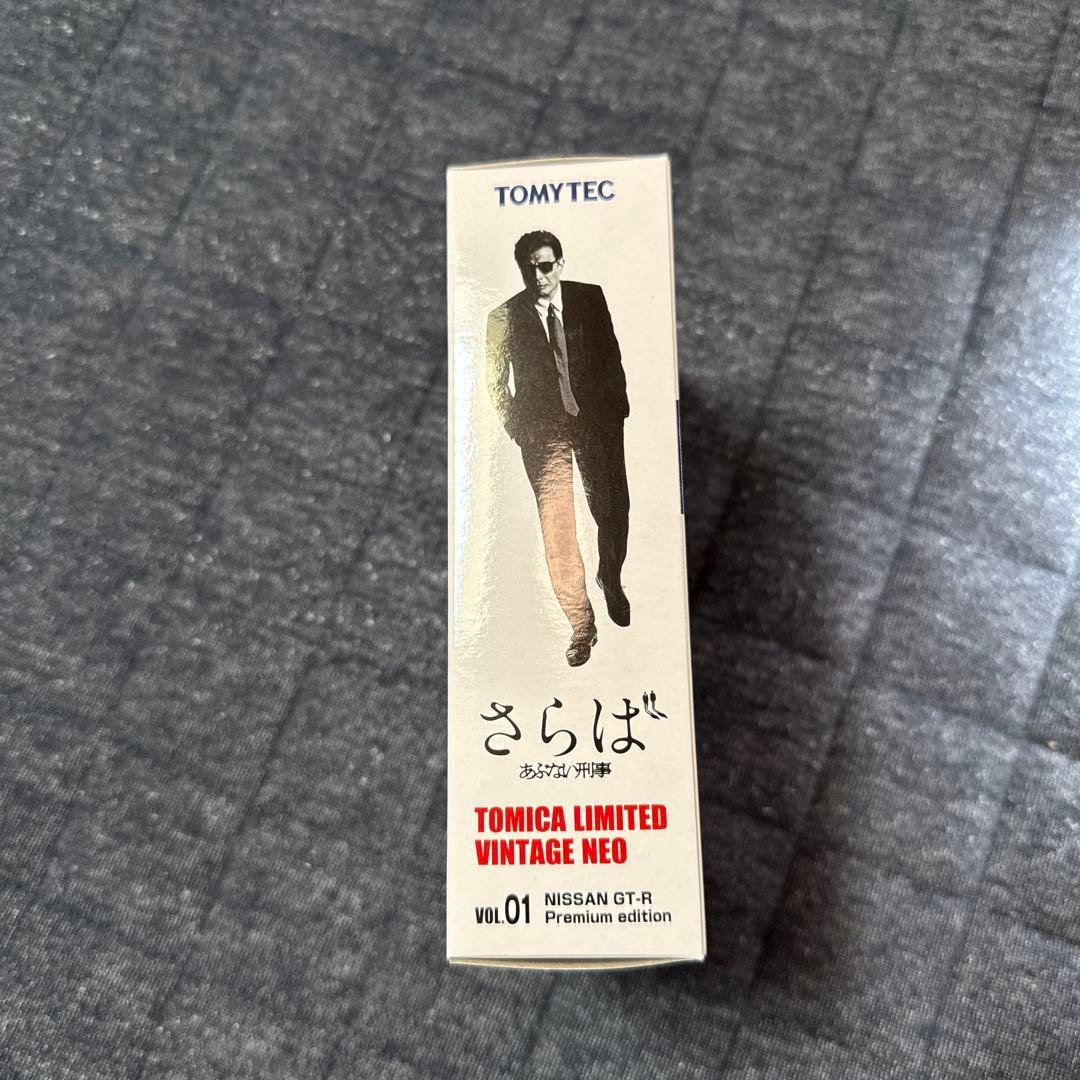 TOMYTEC
さらば
あぶない刑事
TOMICA LIMITED
VINTAGE NEO
VOL.01 NISSAN GT-R
Premium edition